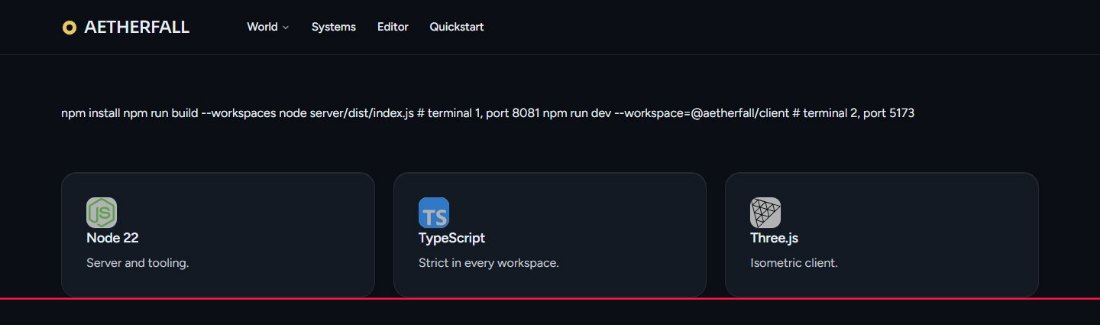 AETHERFALL World Systems Editor Quickstart
npm install npm run build --workspaces node server/dist/index.js # terminal 1, port 8081 npm run dev --workspace=@aetherfall/client # terminal 2, port 5173
JS TS
Node 22 TypeScript Three.js
Server and tooling. Strict in every workspace. Isometric client.